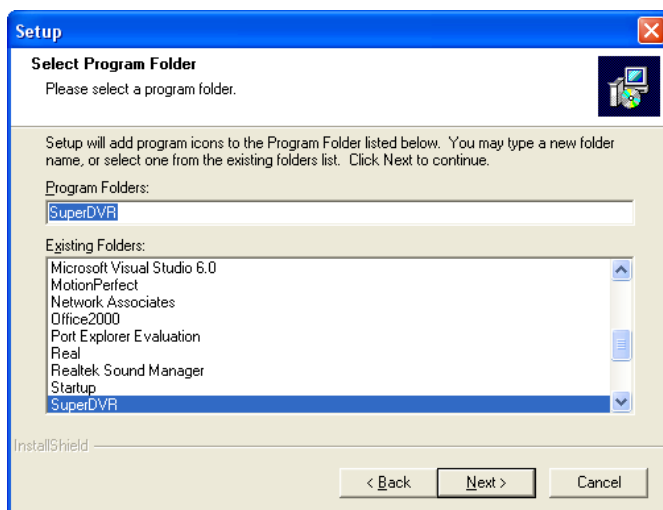 Setup
Select Program Folder
Please select a program folder.
Setup will add program icons to the Program Folder listed below. You may type a new folder
name, or select one from the existing folders list. Click Next to continue.
Program Folders:
SuperDVR
Existing Folders:
Microsoft Visual Studio 6.0
MotionPerfect
Network Associates
Office2000
Port Explorer Evaluation
Real
Realtek Sound Manager
Startup
SuperDVR
InstallShield
< Back
Next >
Cancel